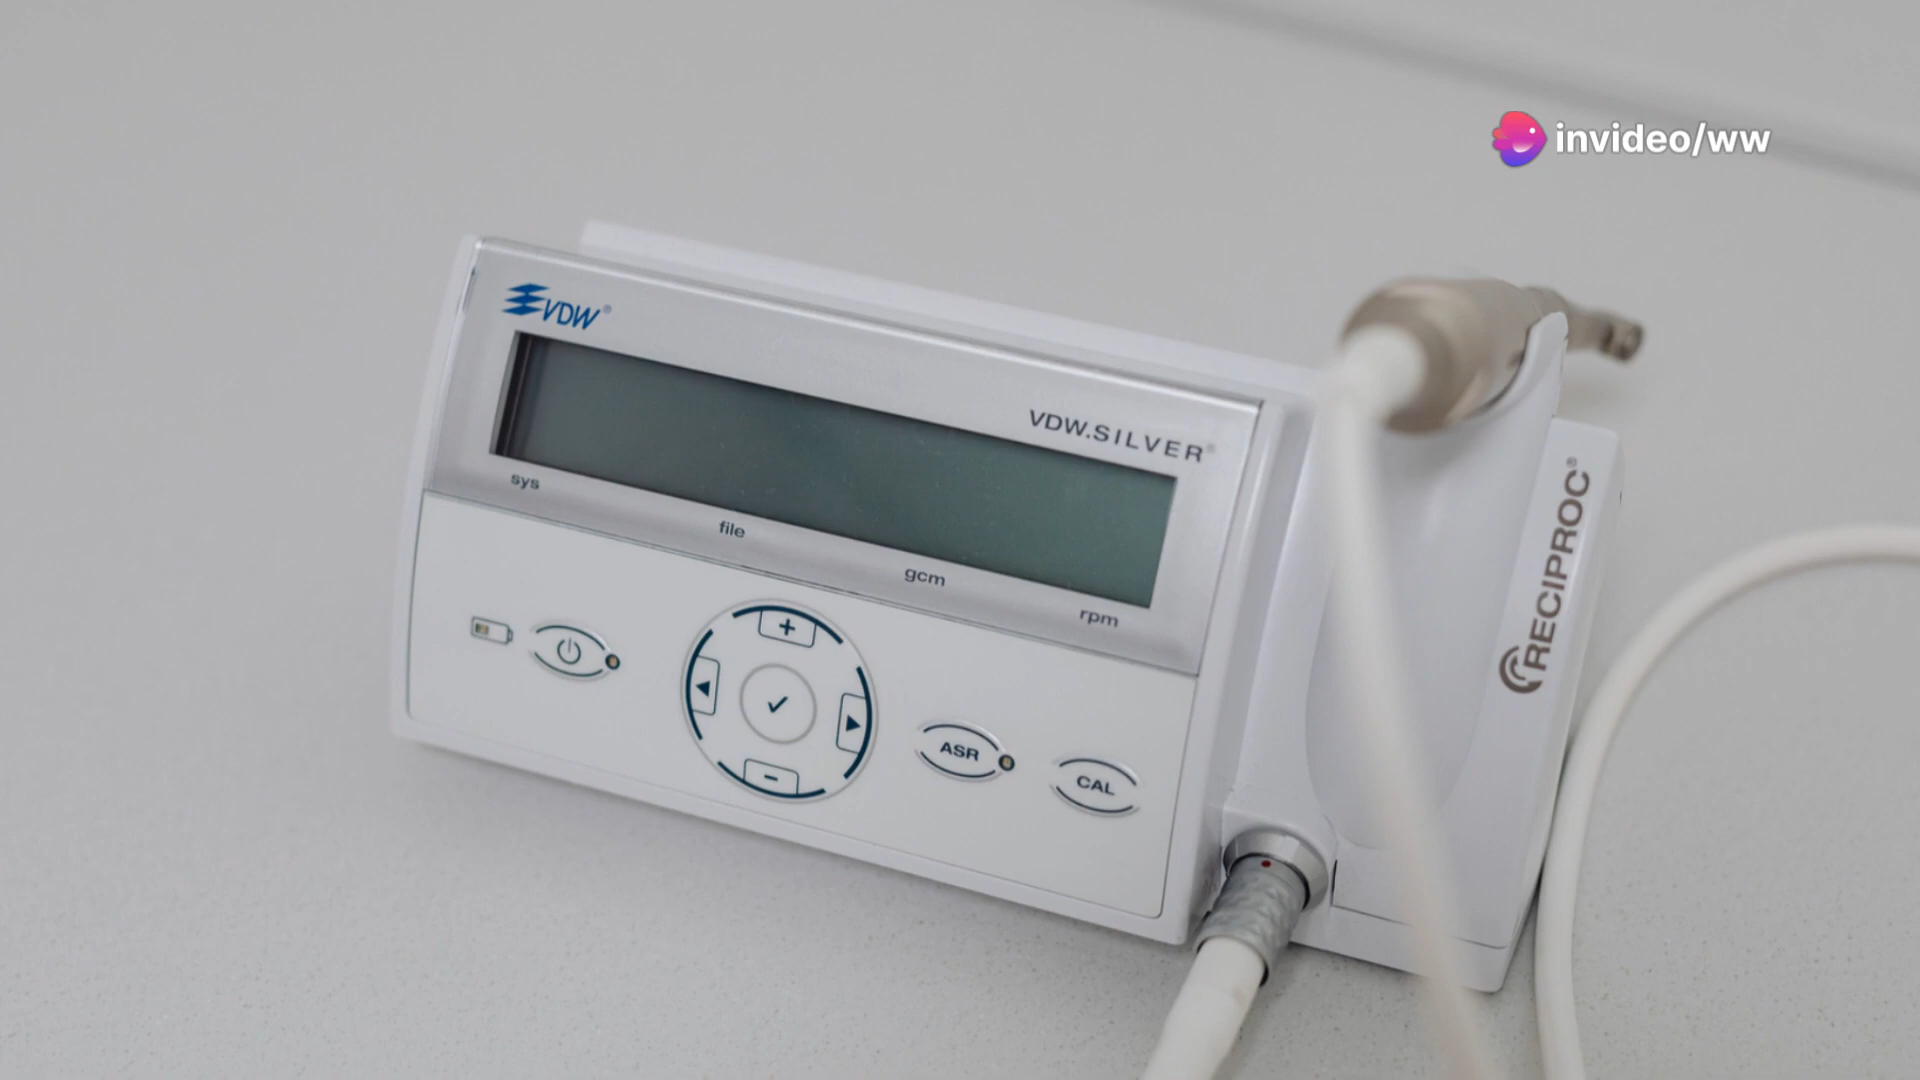 invideo/ww
VDW®
VDW.SILVER®
sys
file
gcm
rpm
+
✓
-
ASR
CAL
RECIPROC®